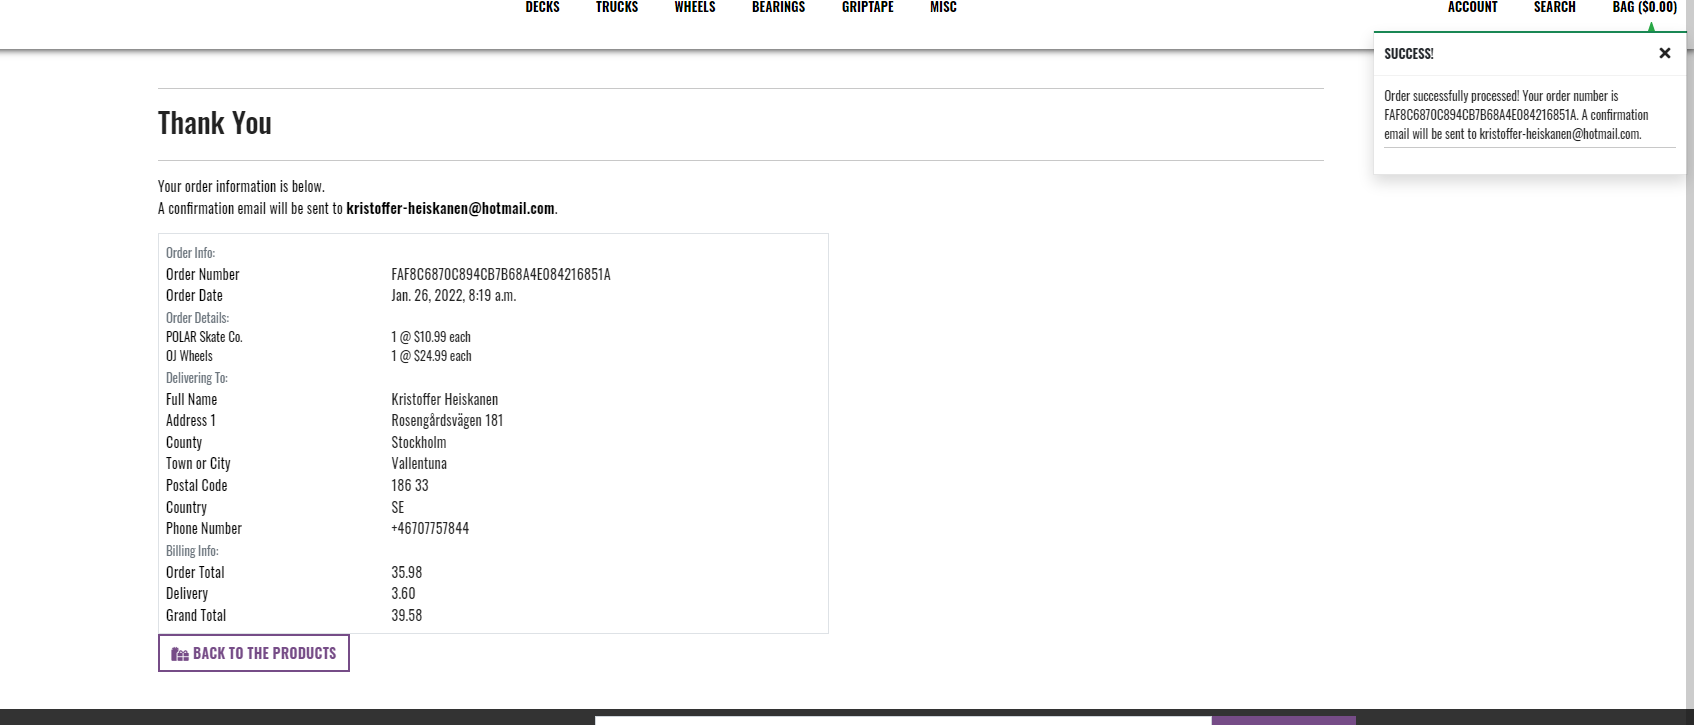 DECKS TRUCKS WHEELS BEARINGS GRIPTAPE MISC ACCOUNT SEARCH BAG ($0.00)
SUCCESS!
Order successfully processed! Your order number is
FAF8C6870C894CB7B68A4E084216851A. A confirmation
email will be sent to kristoffer-heiskanen@hotmail.com.
Thank You
Your order information is below.
A confirmation email will be sent to kristoffer-heiskanen@hotmail.com.
Order Info:
Order Number FAF8C6870C894CB7B68A4E084216851A
Order Date Jan. 26, 2022, 8:19 a.m.
Order Details:
POLAR Skate Co. 1 @ $10.99 each
OJ Wheels 1 @ $24.99 each
Delivering To:
Full Name Kristoffer Heiskanen
Address 1 Rosengårdsvägen 181
County Stockholm
Town or City Vallentuna
Postal Code 186 33
Country SE
Phone Number +46707757844
Billing Info:
Order Total 35.98
Delivery 3.60
Grand Total 39.58
BACK TO THE PRODUCTS